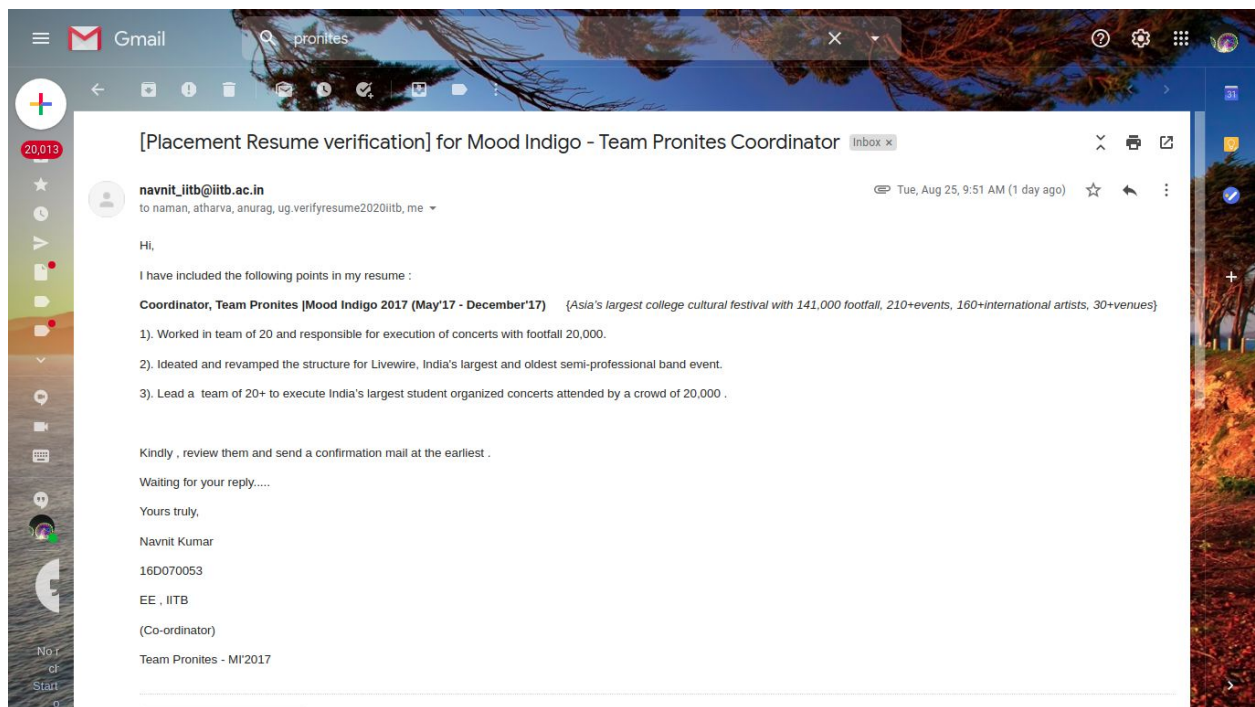 Gmail
pronites
31
20,013
[Placement Resume verification] for Mood Indigo - Team Pronites Coordinator Inbox x
navnit_iitb@iitb.ac.in
Tue, Aug 25, 9:51 AM (1 day ago)
to naman, atharva, anurag, ug.verifyresume2020iitb, me
Hi,
I have included the following points in my resume :
Coordinator, Team Pronites |Mood Indigo 2017 (May'17 - December'17) {Asia's largest college cultural festival with 141,000 footfall, 210+events, 160+international artists, 30+venues}
1). Worked in team of 20 and responsible for execution of concerts with footfall 20,000.
2). Ideated and revamped the structure for Livewire, India's largest and oldest semi-professional band event.
3). Lead a team of 20+ to execute India's largest student organized concerts attended by a crowd of 20,000 .
Kindly , review them and send a confirmation mail at the earliest .
Waiting for your reply.....
Yours truly,
Navnit Kumar
16D070053
EE , IITB
(Co-ordinator)
Team Pronites - MI'2017
No r
ch
Start